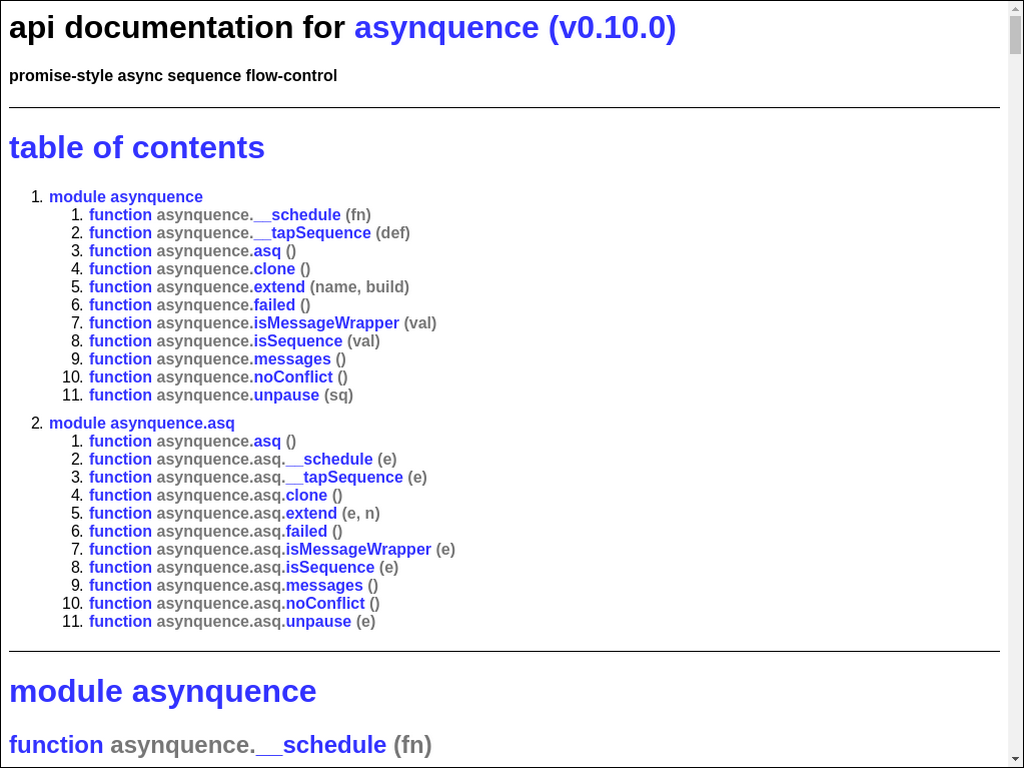 api documentation for asynquence (v0.10.0)
promise-style async sequence flow-control
table of contents
1. module asynquence
1. function asynquence.__schedule (fn)
2. function asynquence.__tapSequence (def)
3. function asynquence.asq ()
4. function asynquence.clone ()
5. function asynquence.extend (name, build)
6. function asynquence.failed ()
7. function asynquence.isMessageWrapper (val)
8. function asynquence.isSequence (val)
9. function asynquence.messages ()
10. function asynquence.noConflict ()
11. function asynquence.unpause (sq)
2. module asynquence.asq
1. function asynquence.asq ()
2. function asynquence.asq.__schedule (e)
3. function asynquence.asq.__tapSequence (e)
4. function asynquence.asq.clone ()
5. function asynquence.asq.extend (e, n)
6. function asynquence.asq.failed ()
7. function asynquence.asq.isMessageWrapper (e)
8. function asynquence.asq.isSequence (e)
9. function asynquence.asq.messages ()
10. function asynquence.asq.noConflict ()
11. function asynquence.asq.unpause (e)
module asynquence
function asynquence.__schedule (fn)